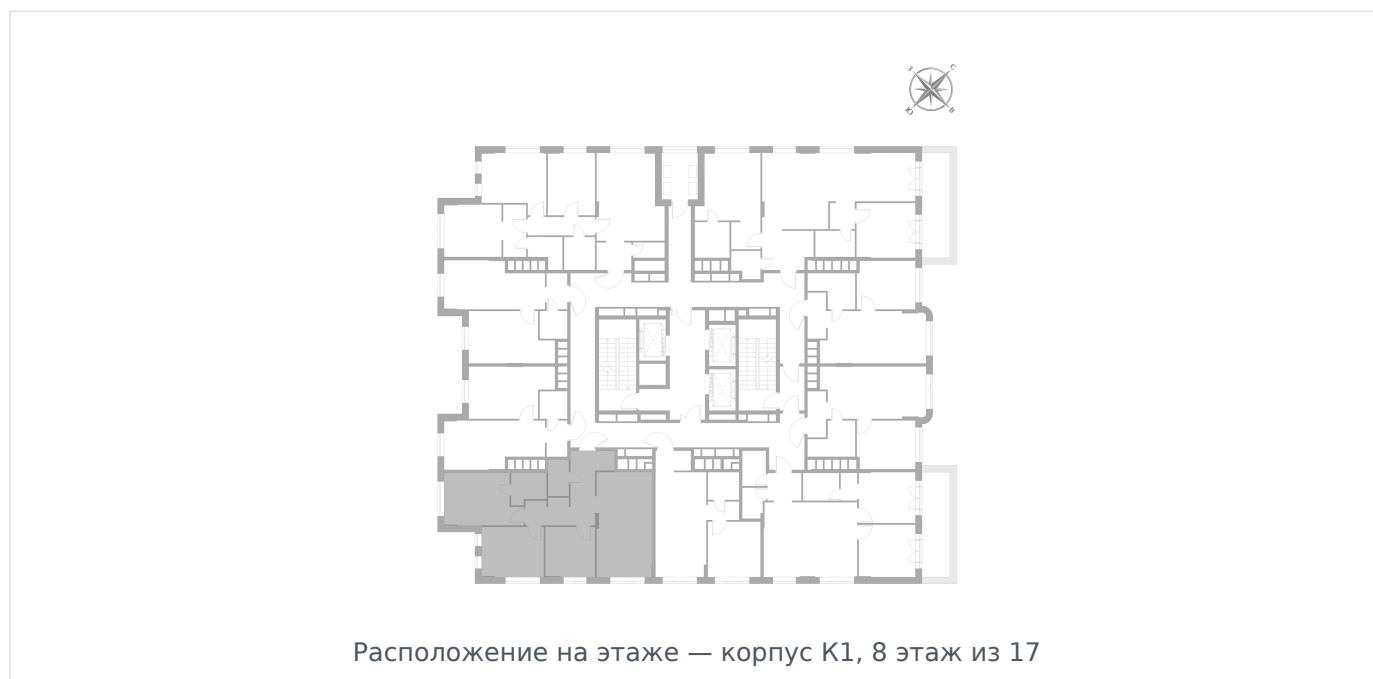 З С
Ю В
Расположение на этаже — корпус К1, 8 этаж из 17